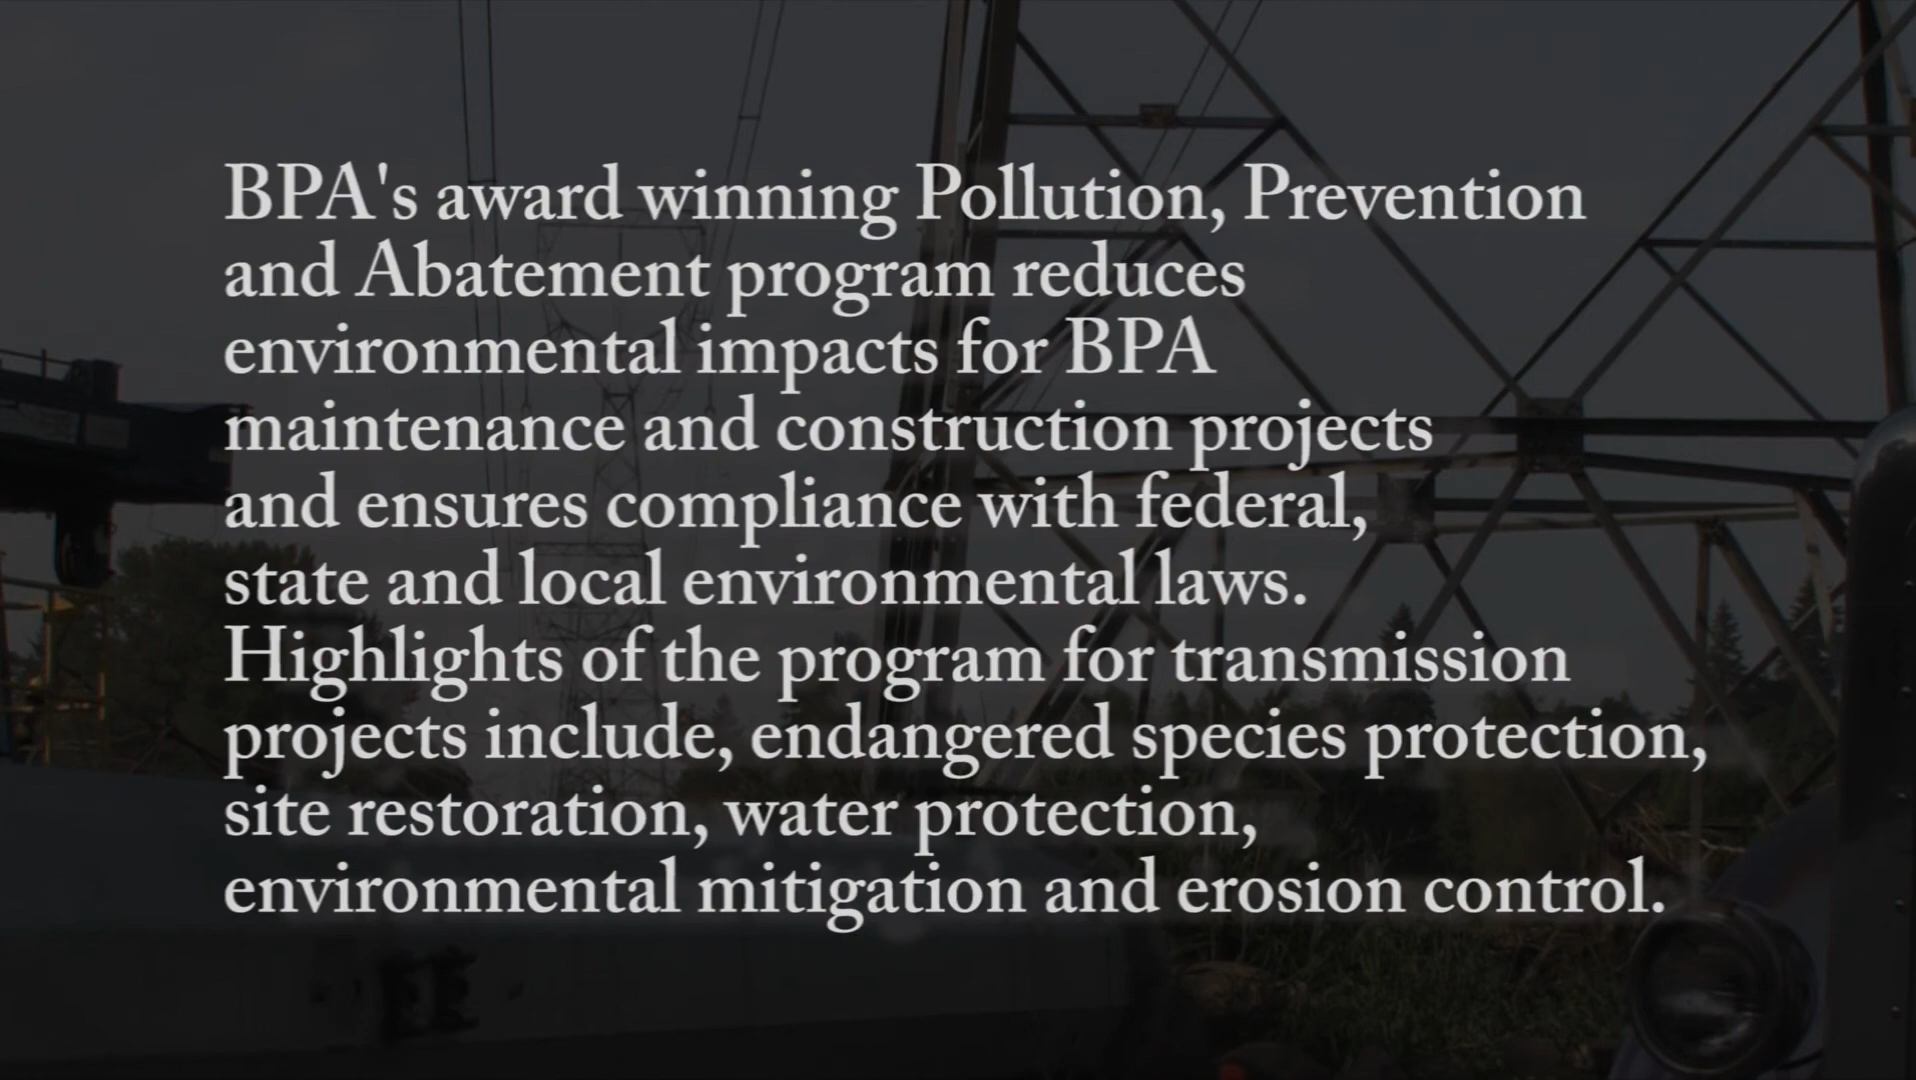 BPA's award winning Pollution, Prevention
and Abatement program reduces
environmental impacts for BPA
maintenance and construction projects
and ensures compliance with federal,
state and local environmental laws.
Highlights of the program for transmission
projects include, endangered species protection,
site restoration, water protection,
environmental mitigation and erosion control.